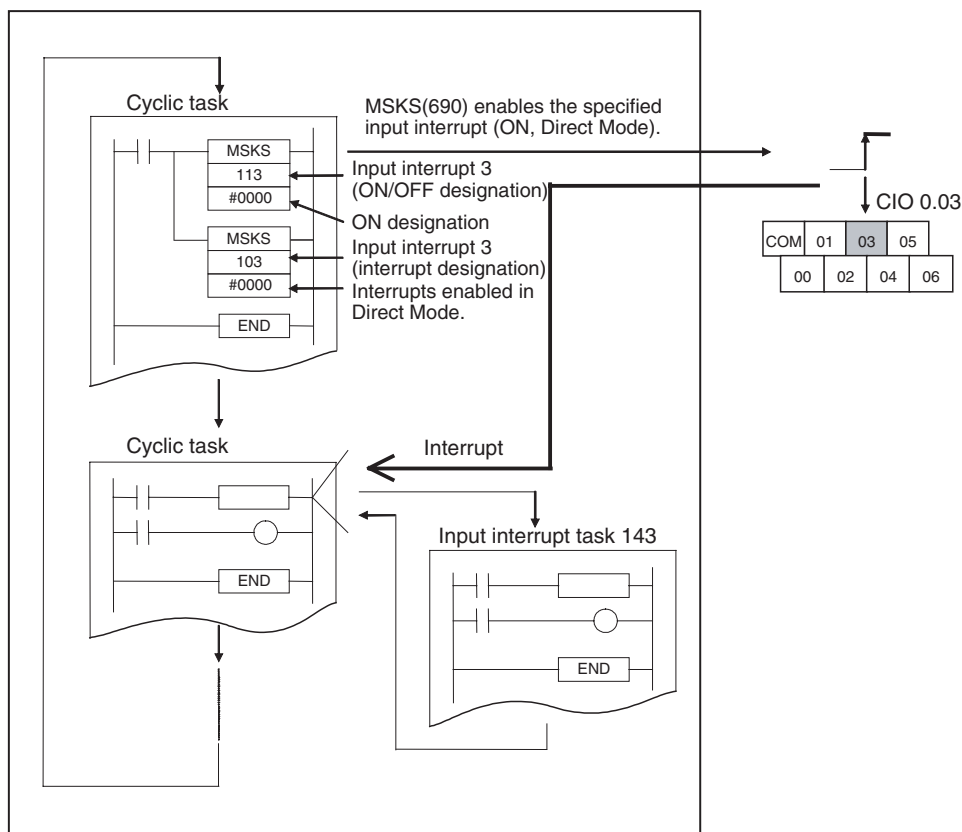 Cyclic task
MSKS(690) enables the specified
input interrupt (ON, Direct Mode).
MSKS
113
#0000
Input interrupt 3
(ON/OFF designation)
ON designation
MSKS
103
#0000
Input interrupt 3
(interrupt designation)
Interrupts enabled in
Direct Mode.
END
CIO 0.03
COM 01 03 05
00 02 04 06
Cyclic task
Interrupt
END
Input interrupt task 143
END